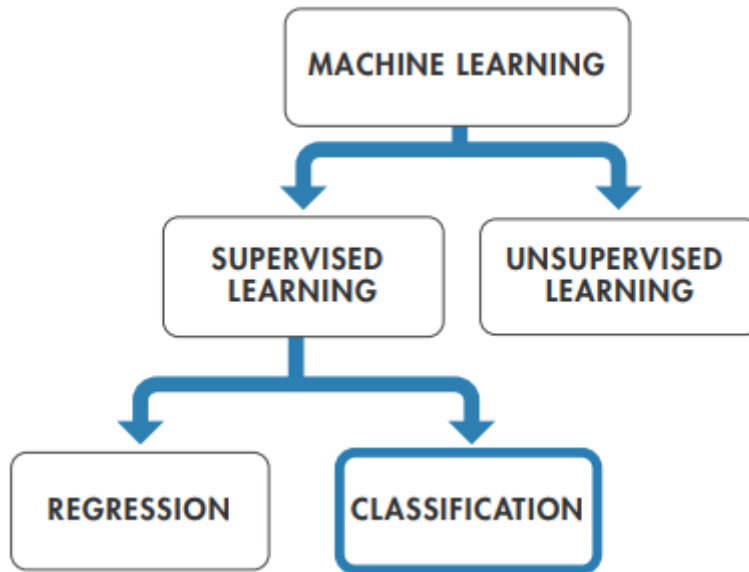 MACHINE LEARNING
SUPERVISED
LEARNING
UNSUPERVISED
LEARNING
REGRESSION
CLASSIFICATION